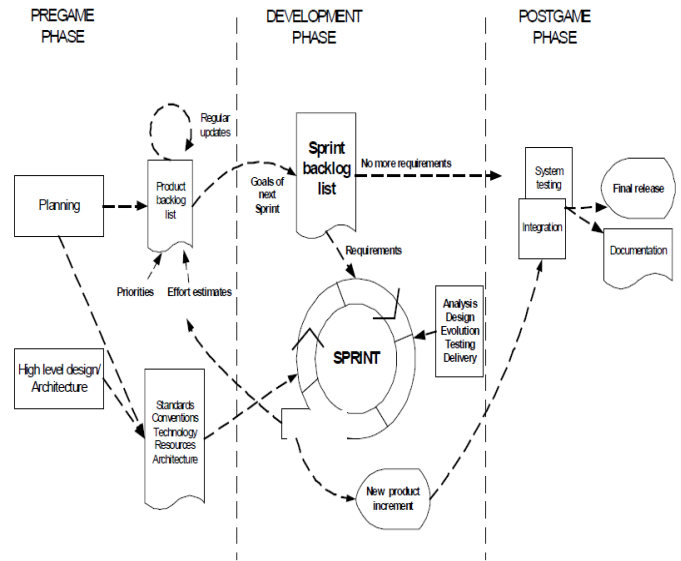 PREGAME
PHASE
DEVELOPMENT
PHASE
POSTGAME
PHASE
Regular
updates
Planning
Product
backlog
list
Goals of
next
Sprint
Sprint
backlog
list
No more requirements
System
testing
Integration
Final release
Documentation
Priorities
Effort estimates
Requirements
High level design/
Architecture
Standards
Conventions
Technology
Resources
Architecture
SPRINT
Analysis
Design
Evolution
Testing
Delivery
New product
increment